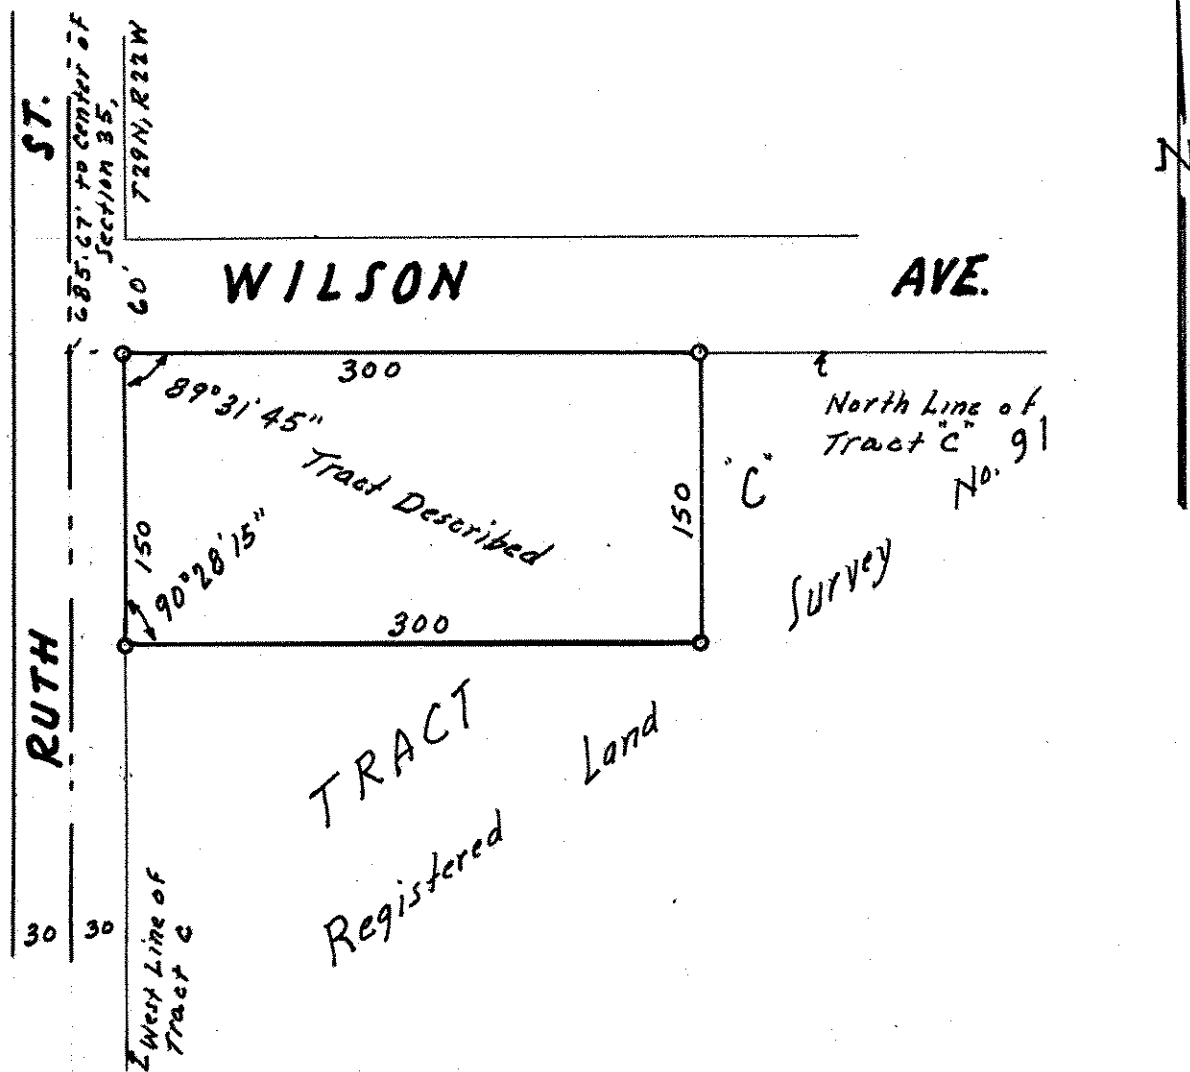 RUTH ST.
685.67' to center of
Section 35,
T29N, R22W
60'
WILSON AVE.
300
89°31'45"
Tract Described
150
90°28'15"
300
150
"C"
North Line of
Tract "C"
No. 91
Survey
TRACT
Land
Registered
30
30
West Line of
Tract C